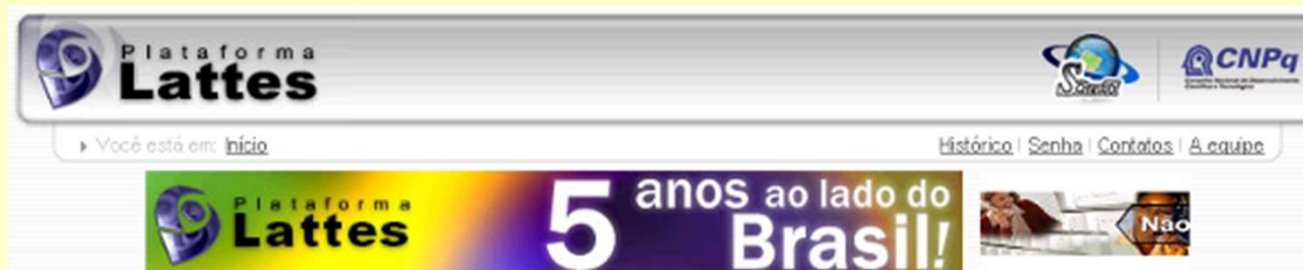 Plataforma
Lattes
CNPq
Você está em: Início
Histórico | Senha | Contatos | A equipe
Plataforma
Lattes
5 anos ao lado do
Brasil!
Nao